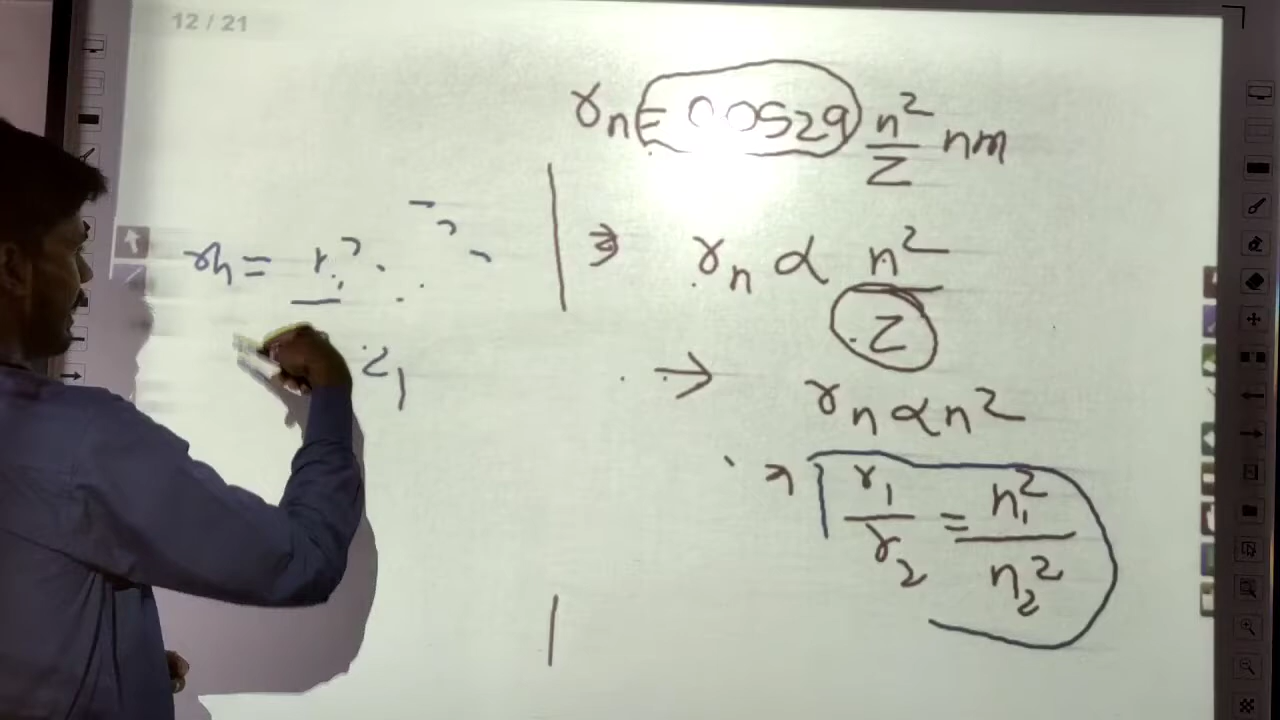 12 / 21
rₙ = 0.0529 n²/Z nm
rₙ ∝ n²/Z
→ rₙ ∝ n²
r₁/r₂ = n₁²/n₂²